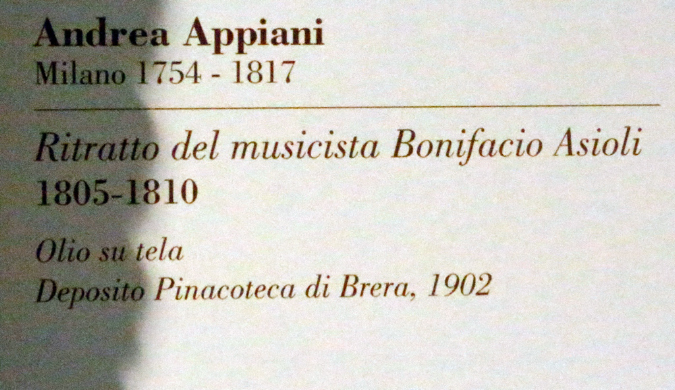 Andrea Appiani
Milano 1754 - 1817
Ritratto del musicista Bonifacio Asioli
1805-1810
Olio su tela
Deposito Pinacoteca di Brera, 1902